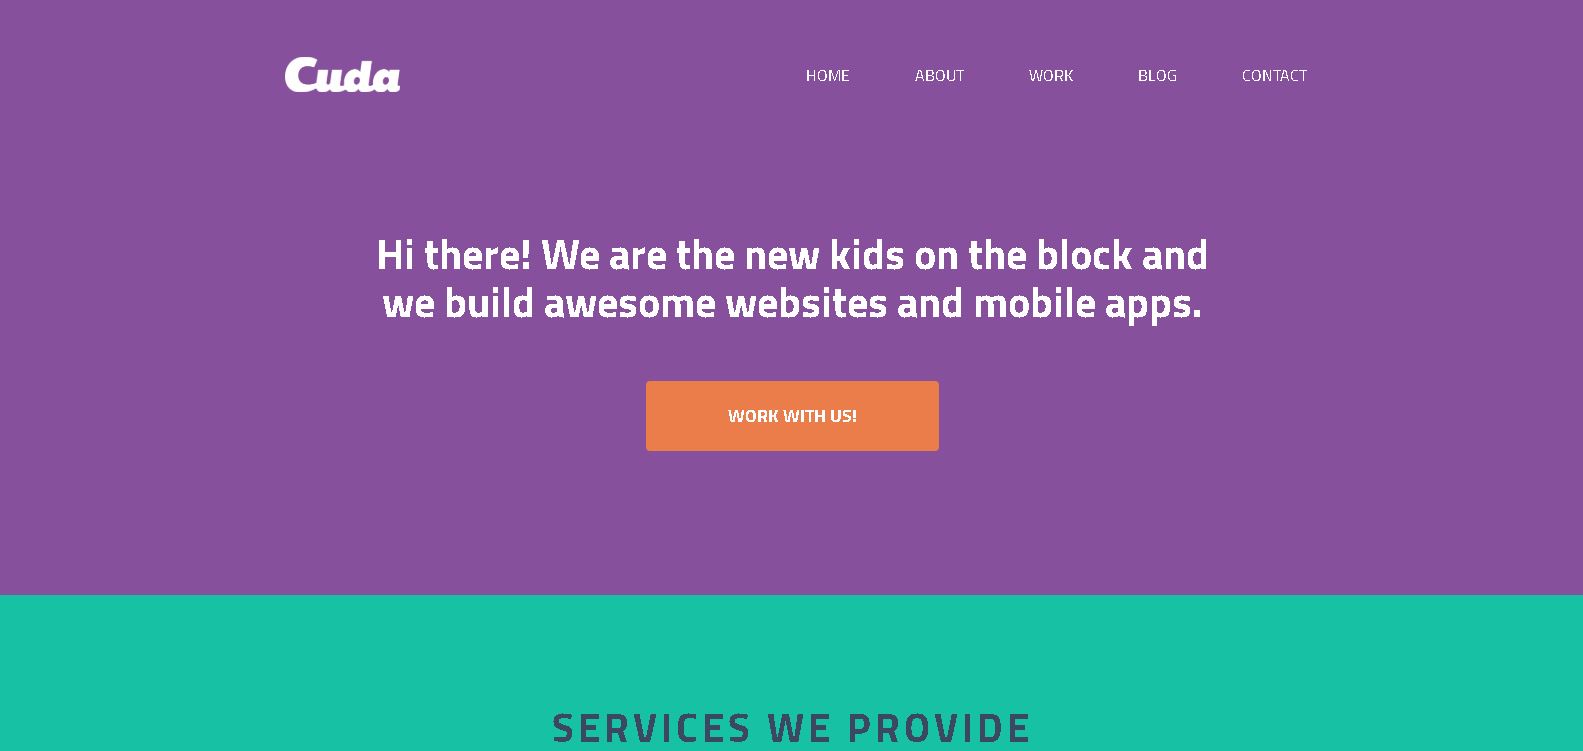 Cuda
HOME ABOUT WORK BLOG CONTACT
Hi there! We are the new kids on the block and
we build awesome websites and mobile apps.
WORK WITH US!
SERVICES WE PROVIDE